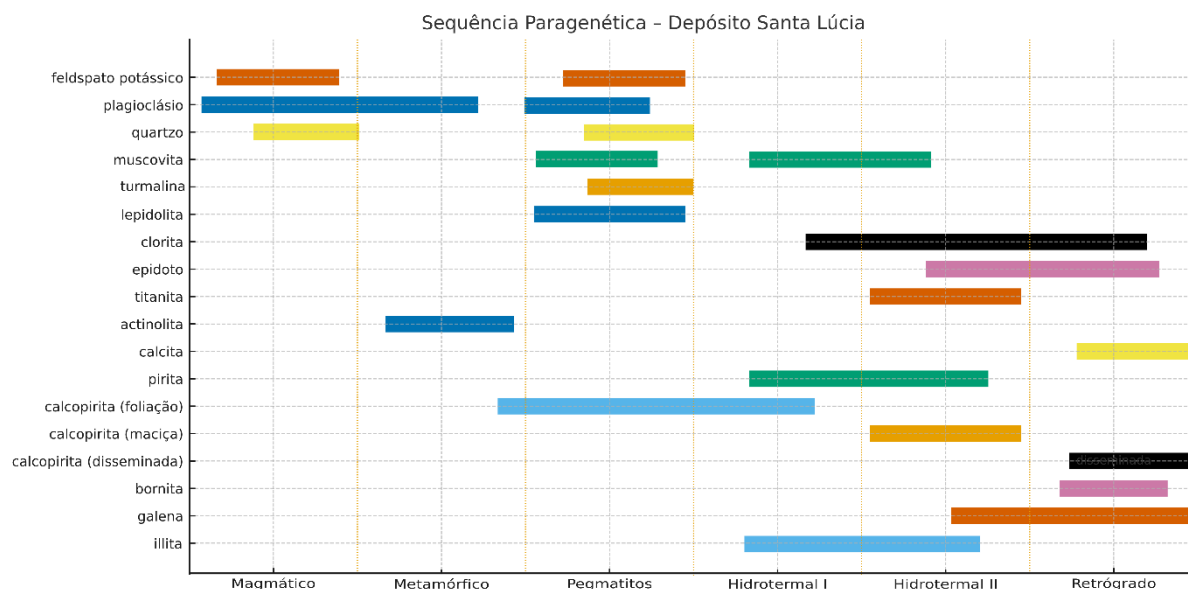 Sequência Paragenética – Depósito Santa Lúcia
feldspato potássico
plagioclásio
quartzo
muscovita
turmalina
lepidolita
clorita
epidoto
titanita
actinolita
calcita
pirita
calcopirita (foliação)
calcopirita (maciça)
calcopirita (disseminada)
disseminada
bornita
galena
illita
Magmático Metamórfico Pegmatitos Hidrotermal I Hidrotermal II Retrógrado